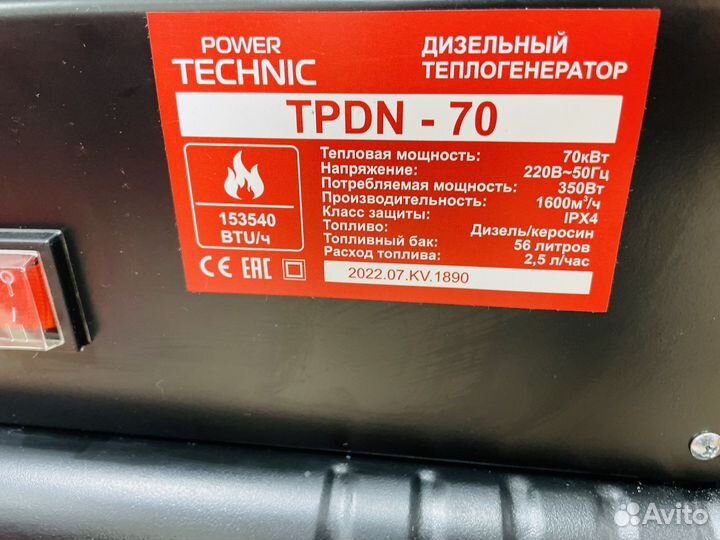 POWER
TECHNIC
ДИЗЕЛЬНЫЙ
ТЕПЛОГЕНЕРАТОР
TPDN - 70
153540
BTU/ч
Тепловая мощность: 70кВт
Напряжение: 220В~50Гц
Потребляемая мощность: 350Вт
Производительность: 1600м³/ч
Класс защиты: IPX4
Топливо: Дизель/керосин
Топливный бак: 56 литров
Расход топлива: 2,5 л/час
CE EAC
2022.07.KV.1890
Avito